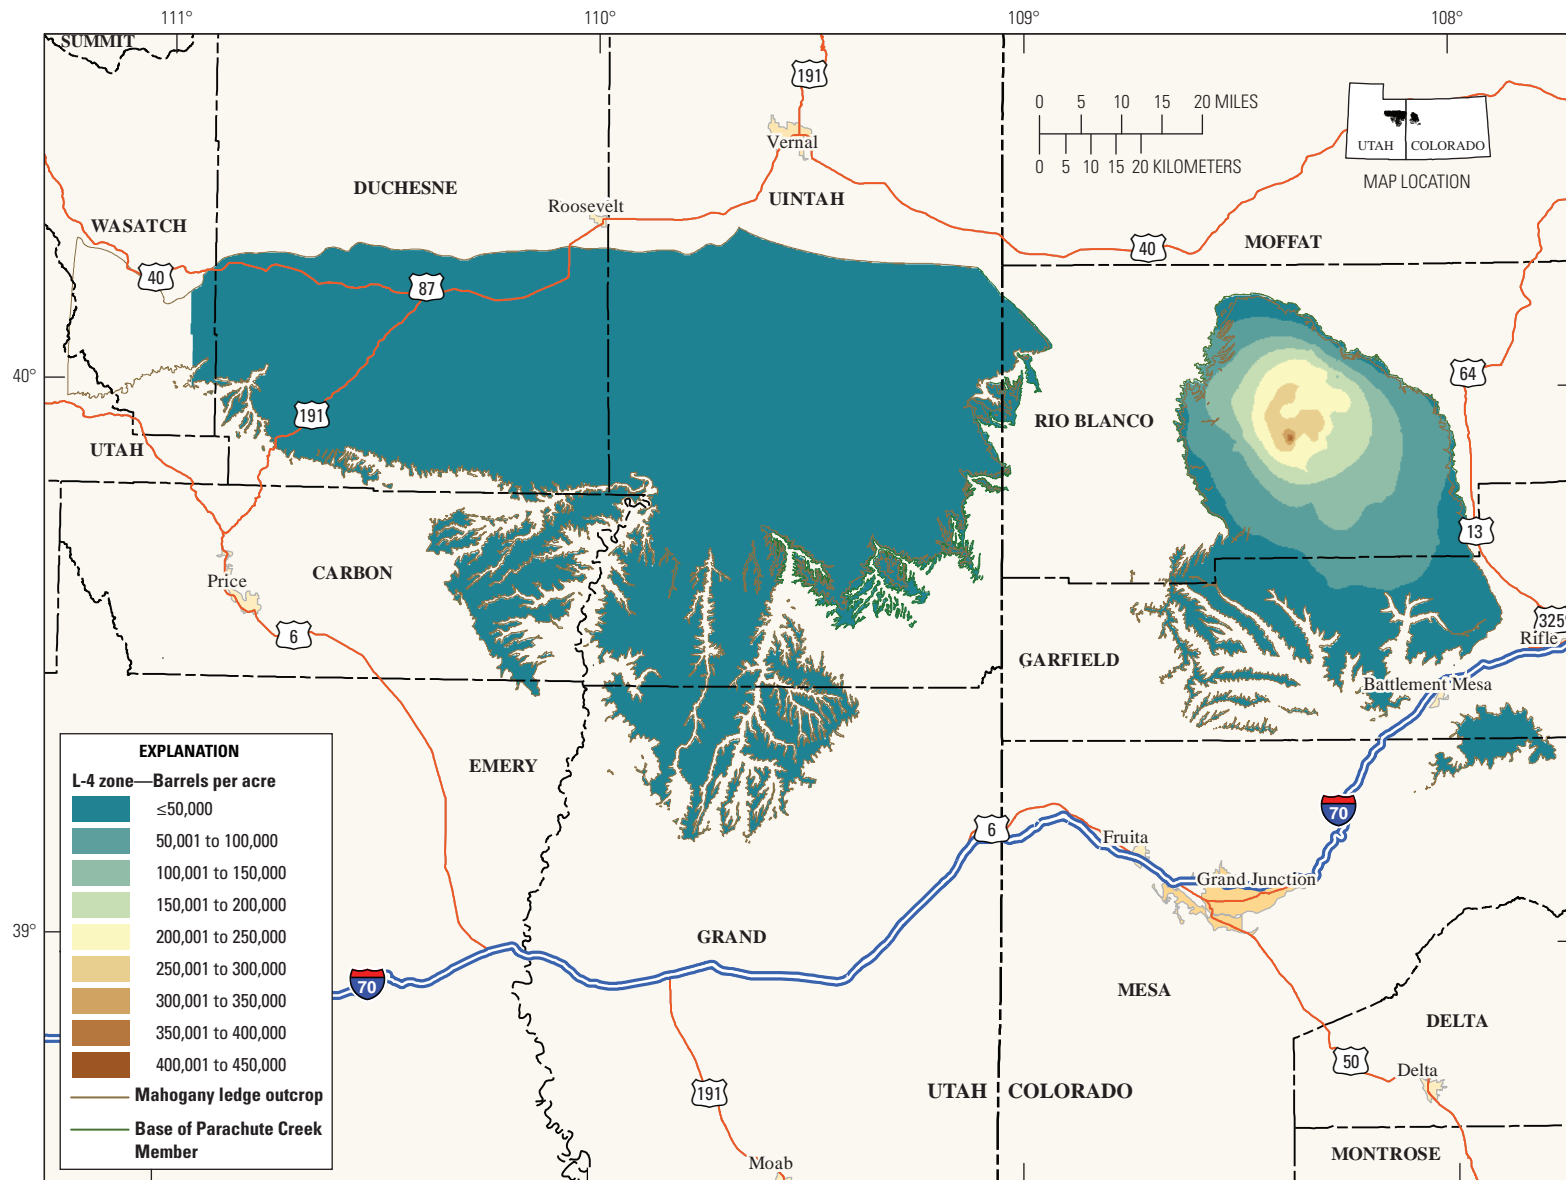 111°
110°
109°
108°
SUMMIT
191
0 5 10 15 20 MILES
0 5 10 15 20 KILOMETERS
UTAH COLORADO
MAP LOCATION
Vernal
DUCHESNE
Roosevelt
UINTAH
WASATCH
40
MOFFAT
40
87
40°
64
191
RIO BLANCO
UTAH
13
Price
CARBON
6
325
Rifle
GARFIELD
Battlement Mesa
EMERY
70
6
Fruita
Grand Junction
39°
GRAND
70
MESA
DELTA
50
Delta
191
UTAH COLORADO
MONTROSE
Moab
EXPLANATION
L-4 zone—Barrels per acre
≤50,000
50,001 to 100,000
100,001 to 150,000
150,001 to 200,000
200,001 to 250,000
250,001 to 300,000
300,001 to 350,000
350,001 to 400,000
400,001 to 450,000
Mahogany ledge outcrop
Base of Parachute Creek
Member